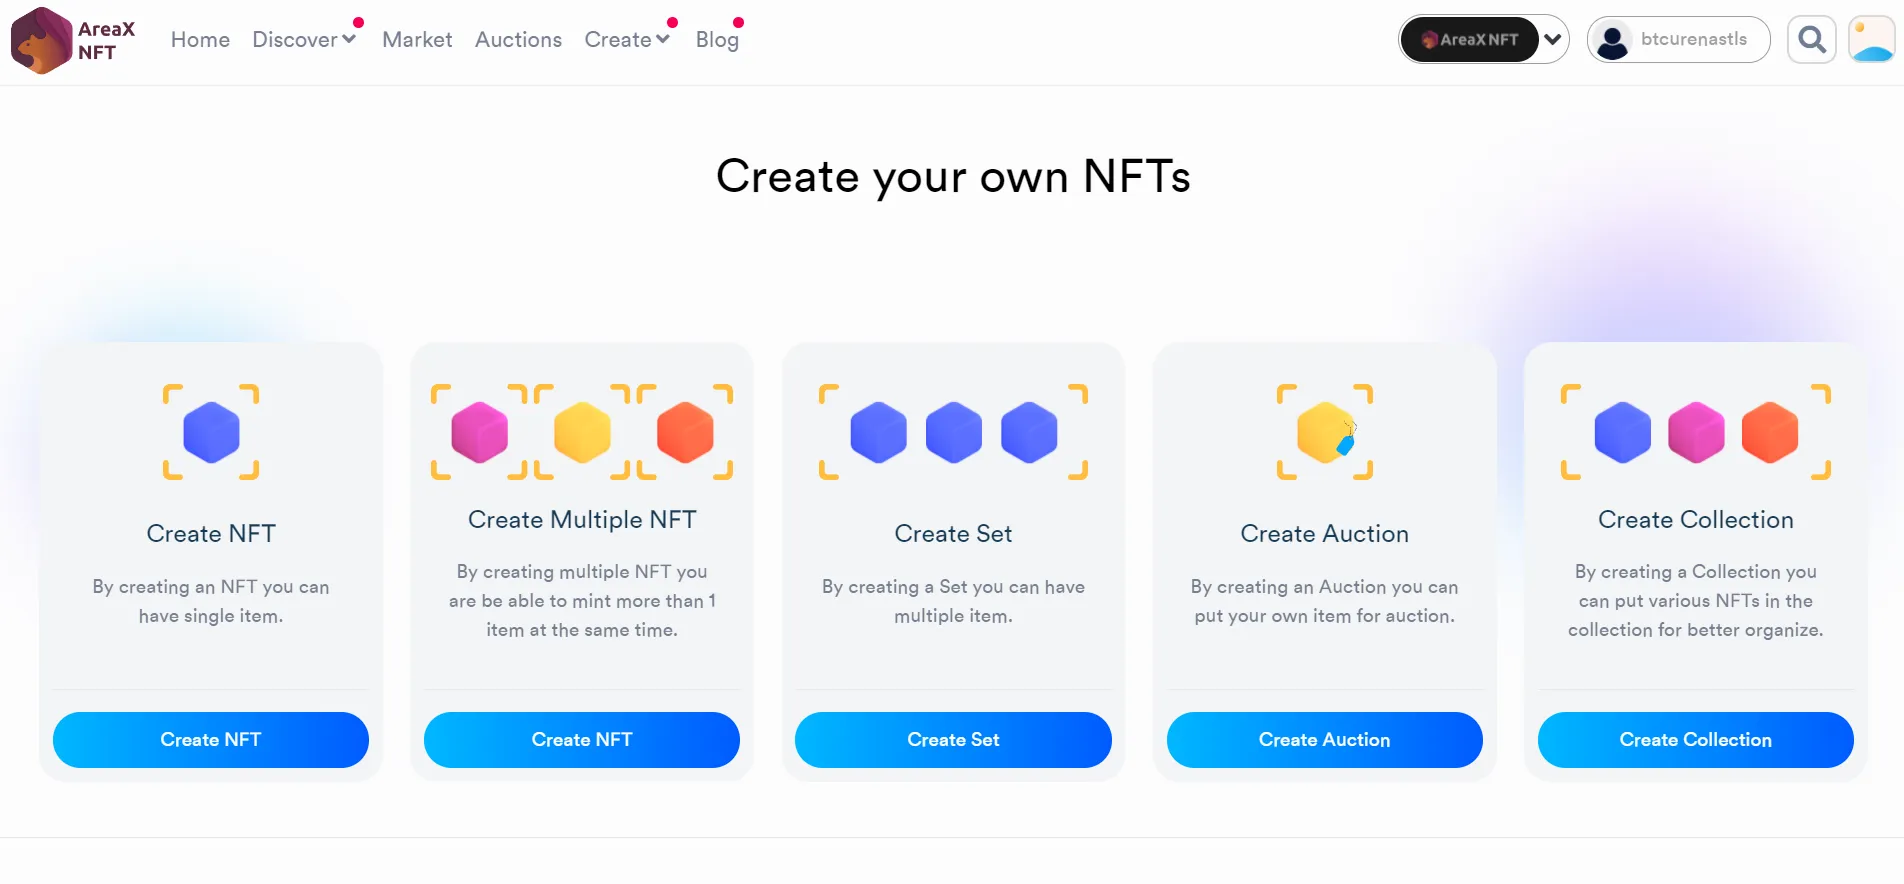 AreaX
NFT
Home
Discover
Market
Auctions
Create
Blog
AreaX NFT
btcurenastls
Create your own NFTs
Create NFT
By creating an NFT you can
have single item.
Create NFT
Create Multiple NFT
By creating multiple NFT you
are be able to mint more than 1
item at the same time.
Create NFT
Create Set
By creating a Set you can have
multiple item.
Create Set
Create Auction
By creating an Auction you can
put your own item for auction.
Create Auction
Create Collection
By creating a Collection you
can put various NFTs in the
collection for better organize.
Create Collection